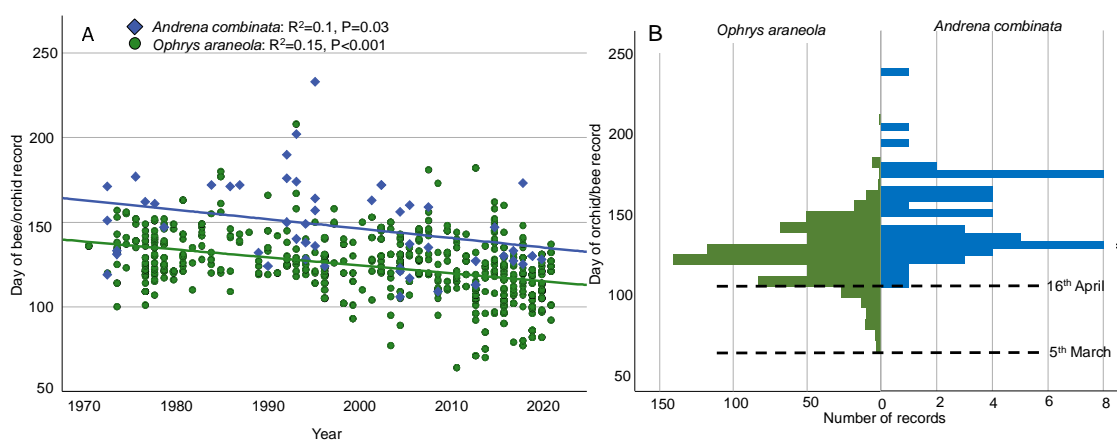 A
Andrena combinata: R²=0.1, P=0.03
Ophrys araneola: R²=0.15, P<0.001
Day of bee/orchid record
250
200
150
100
50
1970 1980 1990 2000 2010 2020
Year
B
Ophrys araneola Andrena combinata
Day of orchid/bee record
250
200
150
100
50
16th April
5th March
150 100 50 0 2 4 6 8
Number of records